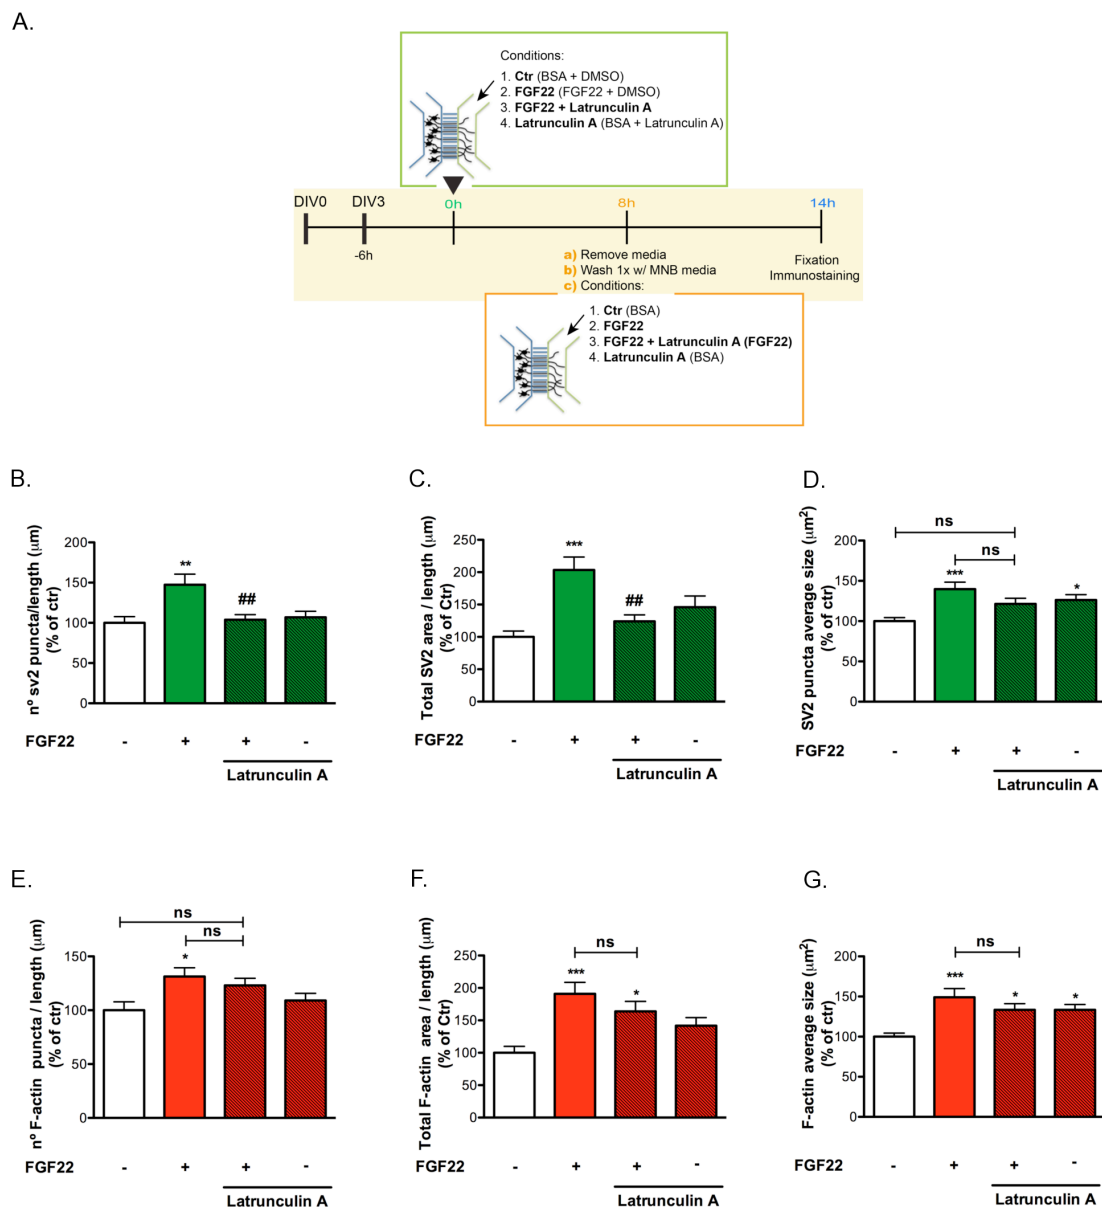 A.
Conditions:
1. Ctr (BSA + DMSO)
2. FGF22 (FGF22 + DMSO)
3. FGF22 + Latrunculin A
4. Latrunculin A (BSA + Latrunculin A)
DIV0 DIV3 0h 8h 14h
-6h
a) Remove media
b) Wash 1x w/ MNB media
c) Conditions:
Fixation
Immunostaining
1. Ctr (BSA)
2. FGF22
3. FGF22 + Latrunculin A (FGF22)
4. Latrunculin A (BSA)
B.
nº sv2 puncta/length (μm)
(% of ctr)
200
150
100
50
0
**
##
FGF22 - + + -
Latrunculin A
C.
Total SV2 area / length (μm)
(% of Ctr)
250
200
150
100
50
0
***
##
FGF22 - + + -
Latrunculin A
D.
SV2 puncta average size (μm²)
(% of ctr)
200
150
100
50
0
ns
ns
***
*
FGF22 - + + -
Latrunculin A
E.
nº F-actin puncta / length (μm)
(% of ctr)
150
100
50
0
ns
ns
*
FGF22 - + + -
Latrunculin A
F.
Total F-actin area / length (μm)
(% of Ctr)
250
200
150
100
50
0
ns
***
*
FGF22 - + + -
Latrunculin A
G.
F-actin average size (μm²)
(% of ctr)
200
150
100
50
0
ns
***
*
*
FGF22 - + + -
Latrunculin A